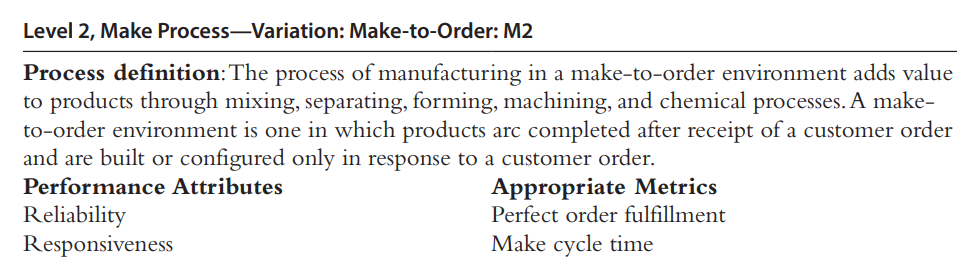 Level 2, Make Process—Variation: Make-to-Order: M2
Process definition: The process of manufacturing in a make-to-order environment adds value
to products through mixing, separating, forming, machining, and chemical processes. A make-
to-order environment is one in which products arc completed after receipt of a customer order
and are built or configured only in response to a customer order.
Performance Attributes Appropriate Metrics
Reliability Perfect order fulfillment
Responsiveness Make cycle time